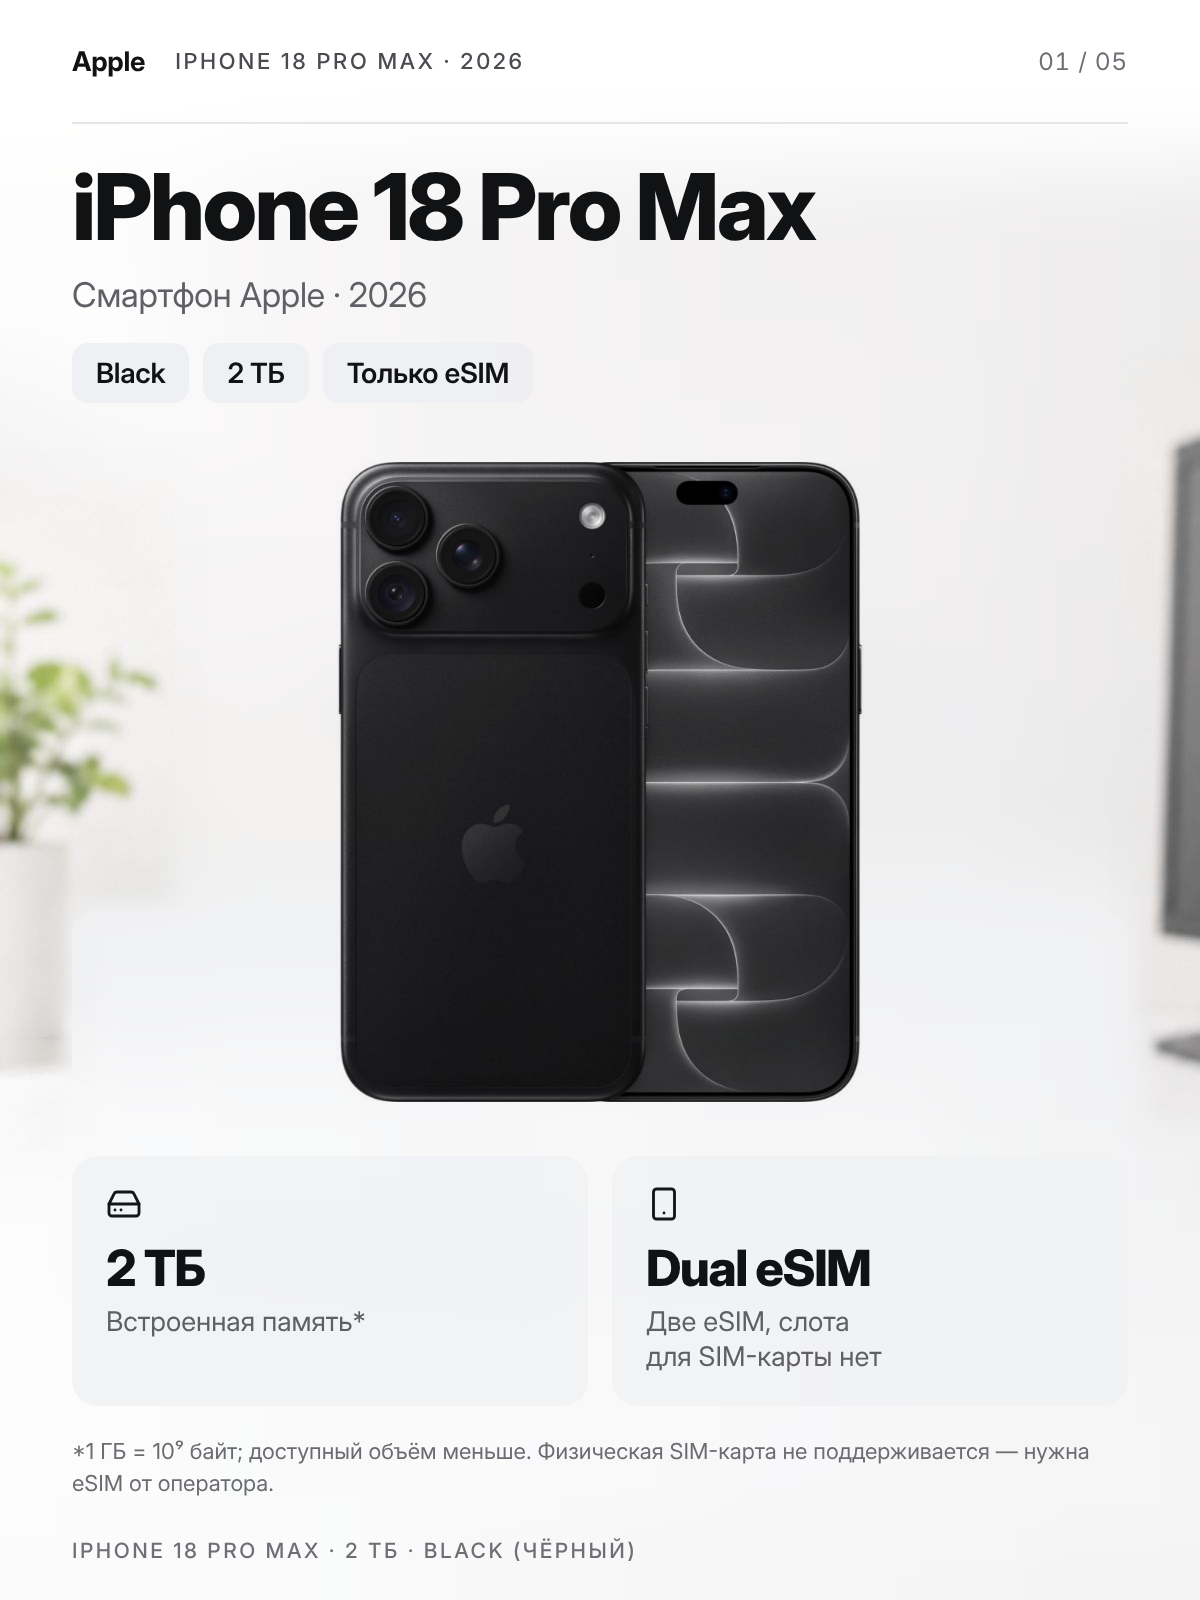 Apple IPHONE 18 PRO MAX · 2026 01 / 05
iPhone 18 Pro Max
Смартфон Apple · 2026
Black 2 ТБ Только eSIM
2 ТБ
Встроенная память*
Dual eSIM
Две eSIM, слота
для SIM-карты нет
*1 ГБ = 10⁹ байт; доступный объём меньше. Физическая SIM-карта не поддерживается — нужна
eSIM от оператора.
IPHONE 18 PRO MAX · 2 ТБ · BLACK (ЧЁРНЫЙ)